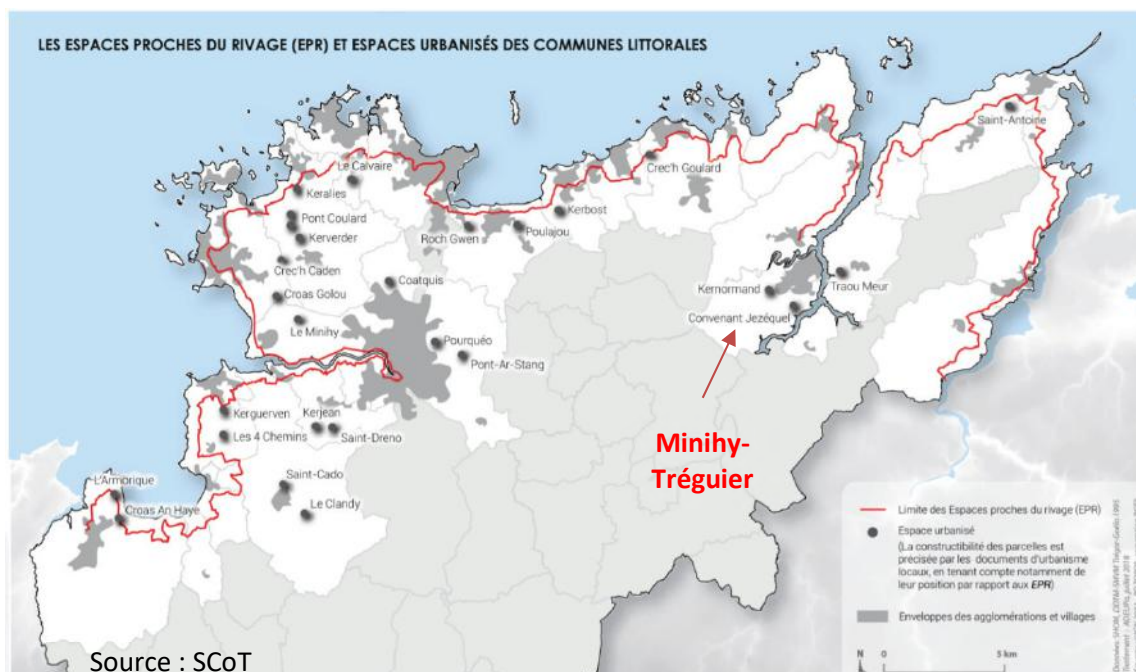 LES ESPACES PROCHES DU RIVAGE (EPR) ET ESPACES URBANISÉS DES COMMUNES LITTORALES
Saint-Antoine
Le Calvaire
Crec'h Goulard
Keralies
Pont Coulard
Kerbost
Kerverder
Roch Gwen
Poulajou
Crec'h Caden
Coatquis
Kernormand
Traou Meur
Croas Golou
Convenant Jezéquel
Le Minihy
Pourquéo
Pont-Ar-Stang
Kerguerven
Kerjean
Les 4 Chemins
Saint-Dreno
Minihy-
Tréguier
L'Armorique
Saint-Cado
Croas An Haye
Le Clandy
Limite des Espaces proches du rivage (EPR)
Espace urbanisé
(La constructibilité des parcelles est
précisée par les documents d'urbanisme
locaux, en tenant compte notamment de
leur position par rapport aux EPR)
Enveloppes des agglomérations et villages
N 0 5 km
Source : SCoT